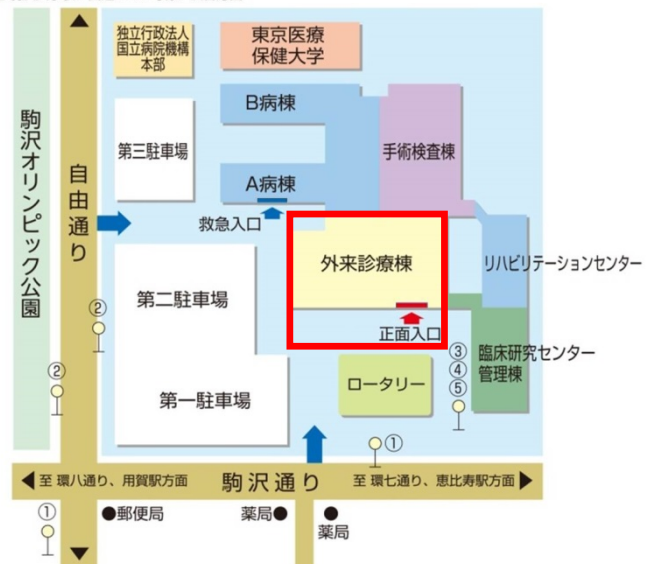 独立行政法人
国立病院機構
本部
東京医療
保健大学
B病棟
手術検査棟
第三駐車場
A病棟
救急入口
駒沢オリンピック公園
自由通り
外来診療棟
リハビリテーションセンター
第二駐車場
正面入口
②
②
③
④
⑤
臨床研究センター
管理棟
ロータリー
第一駐車場
①
至 環八通り、用賀駅方面
駒沢通り
至 環七通り、恵比寿駅方面
①
●郵便局
薬局●
●
薬局